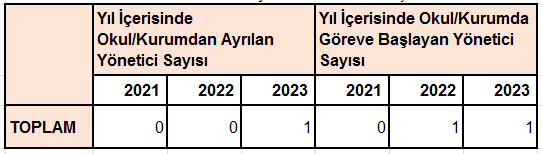 Yıl İçerisinde
Okul/Kurumdan Ayrılan
Yönetici Sayısı
Yıl İçerisinde Okul/Kurumda
Göreve Başlayan Yönetici
Sayısı
2021 2022 2023 2021 2022 2023
TOPLAM 0 0 1 0 1 1